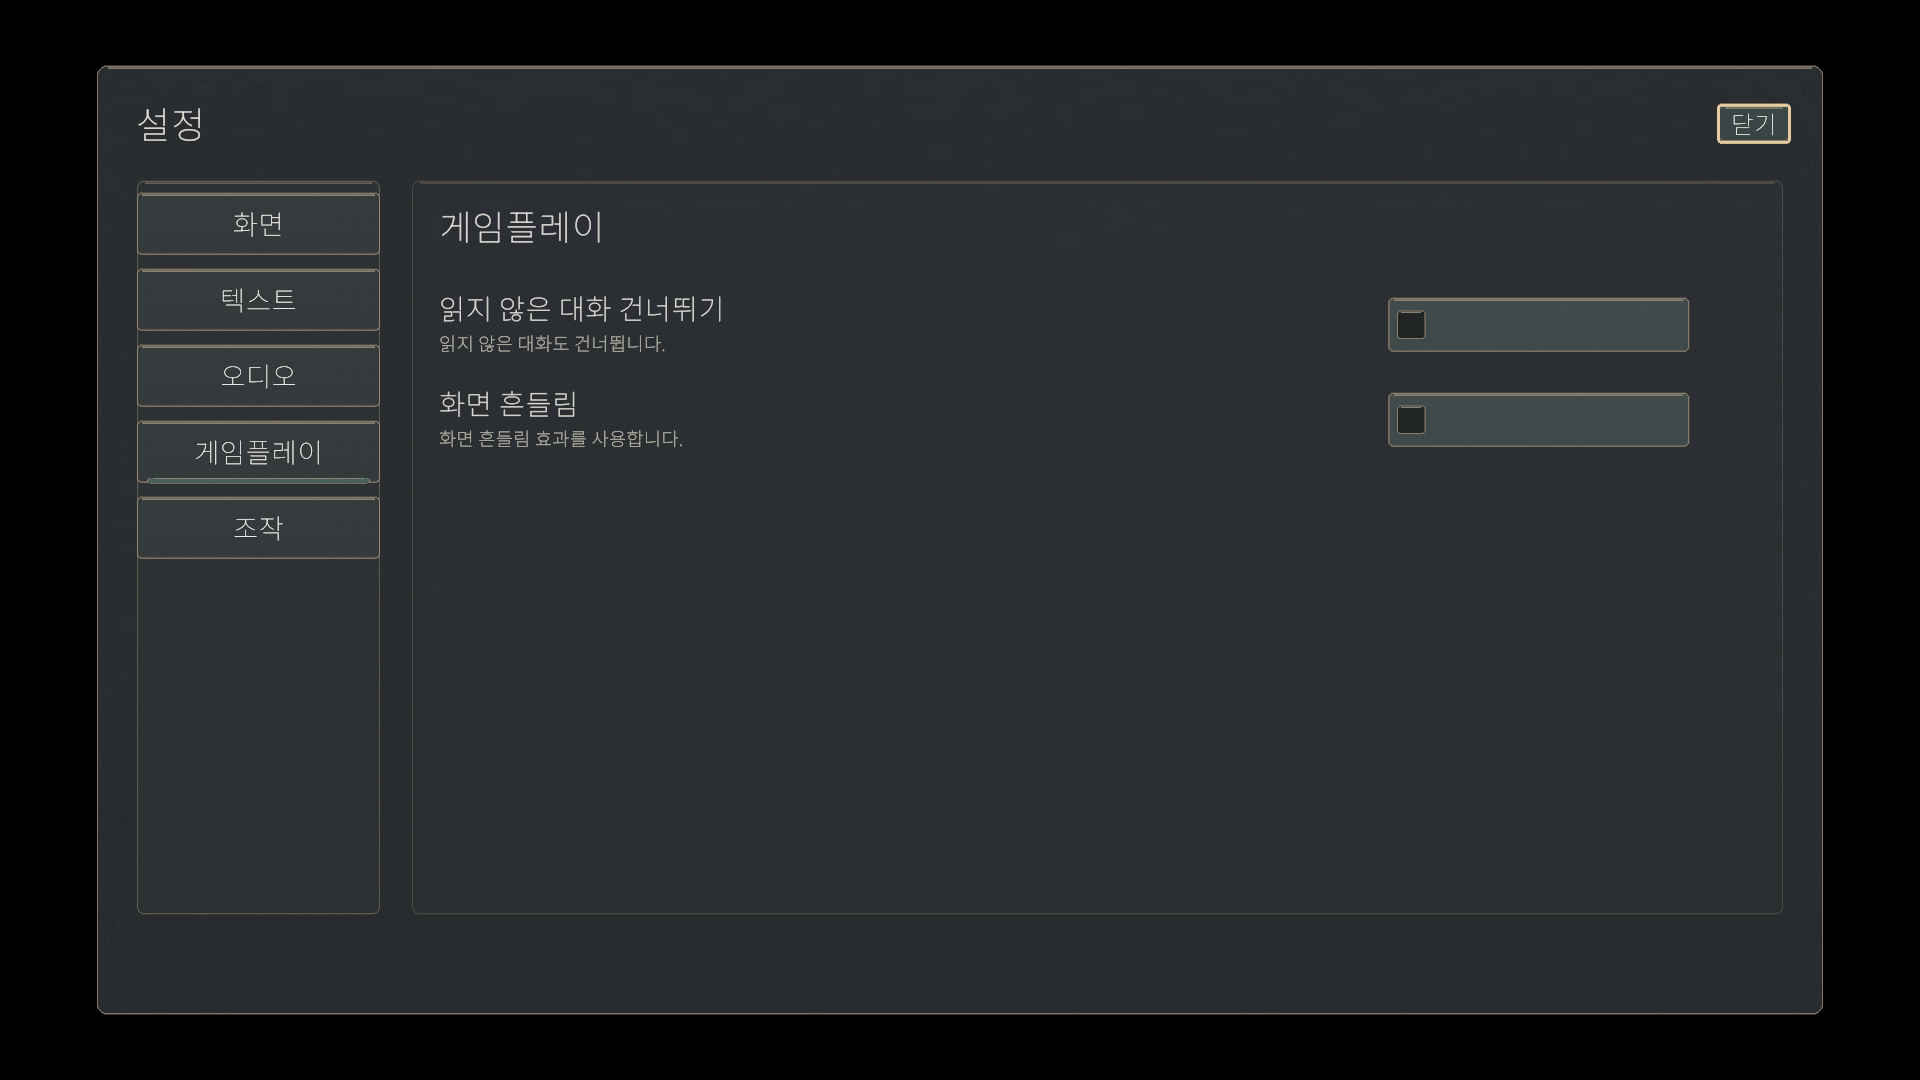 설정
닫기
화면
텍스트
오디오
게임플레이
조작
게임플레이
읽지 않은 대화 건너뛰기
읽지 않은 대화도 건너뜁니다.
화면 흔들림
화면 흔들림 효과를 사용합니다.